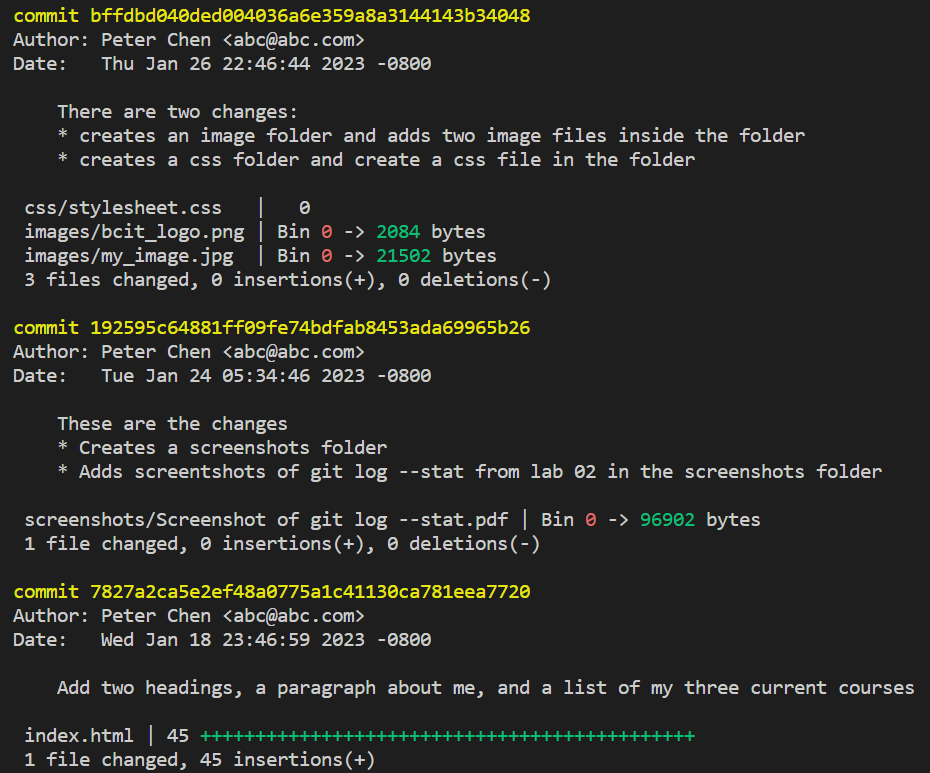 commit bffdbd040ded004036a6e359a8a3144143b34048
Author: Peter Chen <abc@abc.com>
Date:   Thu Jan 26 22:46:44 2023 -0800
There are two changes:
* creates an image folder and adds two image files inside the folder
* creates a css folder and create a css file in the folder
css/stylesheet.css   |   0
images/bcit_logo.png | Bin 0 -> 2084 bytes
images/my_image.jpg  | Bin 0 -> 21502 bytes
3 files changed, 0 insertions(+), 0 deletions(-)
commit 192595c64881ff09fe74bdfab8453ada69965b26
Author: Peter Chen <abc@abc.com>
Date:   Tue Jan 24 05:34:46 2023 -0800
These are the changes
* Creates a screenshots folder
* Adds screentshots of git log --stat from lab 02 in the screenshots folder
screenshots/Screenshot of git log --stat.pdf | Bin 0 -> 96902 bytes
1 file changed, 0 insertions(+), 0 deletions(-)
commit 7827a2ca5e2ef48a0775a1c41130ca781eea7720
Author: Peter Chen <abc@abc.com>
Date:   Wed Jan 18 23:46:59 2023 -0800
Add two headings, a paragraph about me, and a list of my three current courses
index.html | 45 +++++++++++++++++++++++++++++++++++++++++++++
1 file changed, 45 insertions(+)